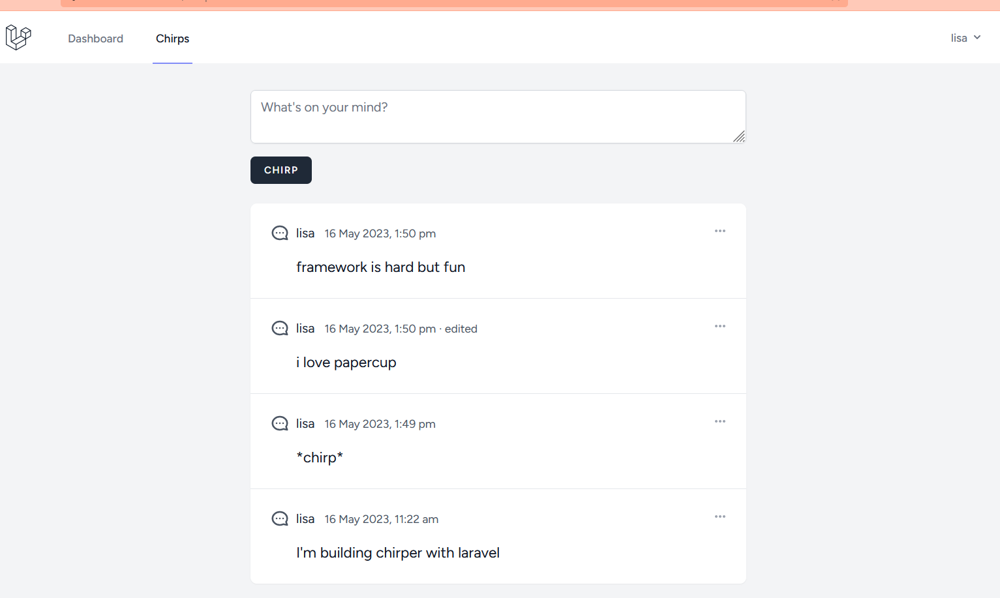 Dashboard Chirps lisa
What's on your mind?
CHIRP
lisa 16 May 2023, 1:50 pm
framework is hard but fun
lisa 16 May 2023, 1:50 pm · edited
i love papercup
lisa 16 May 2023, 1:49 pm
*chirp*
lisa 16 May 2023, 11:22 am
I'm building chirper with laravel